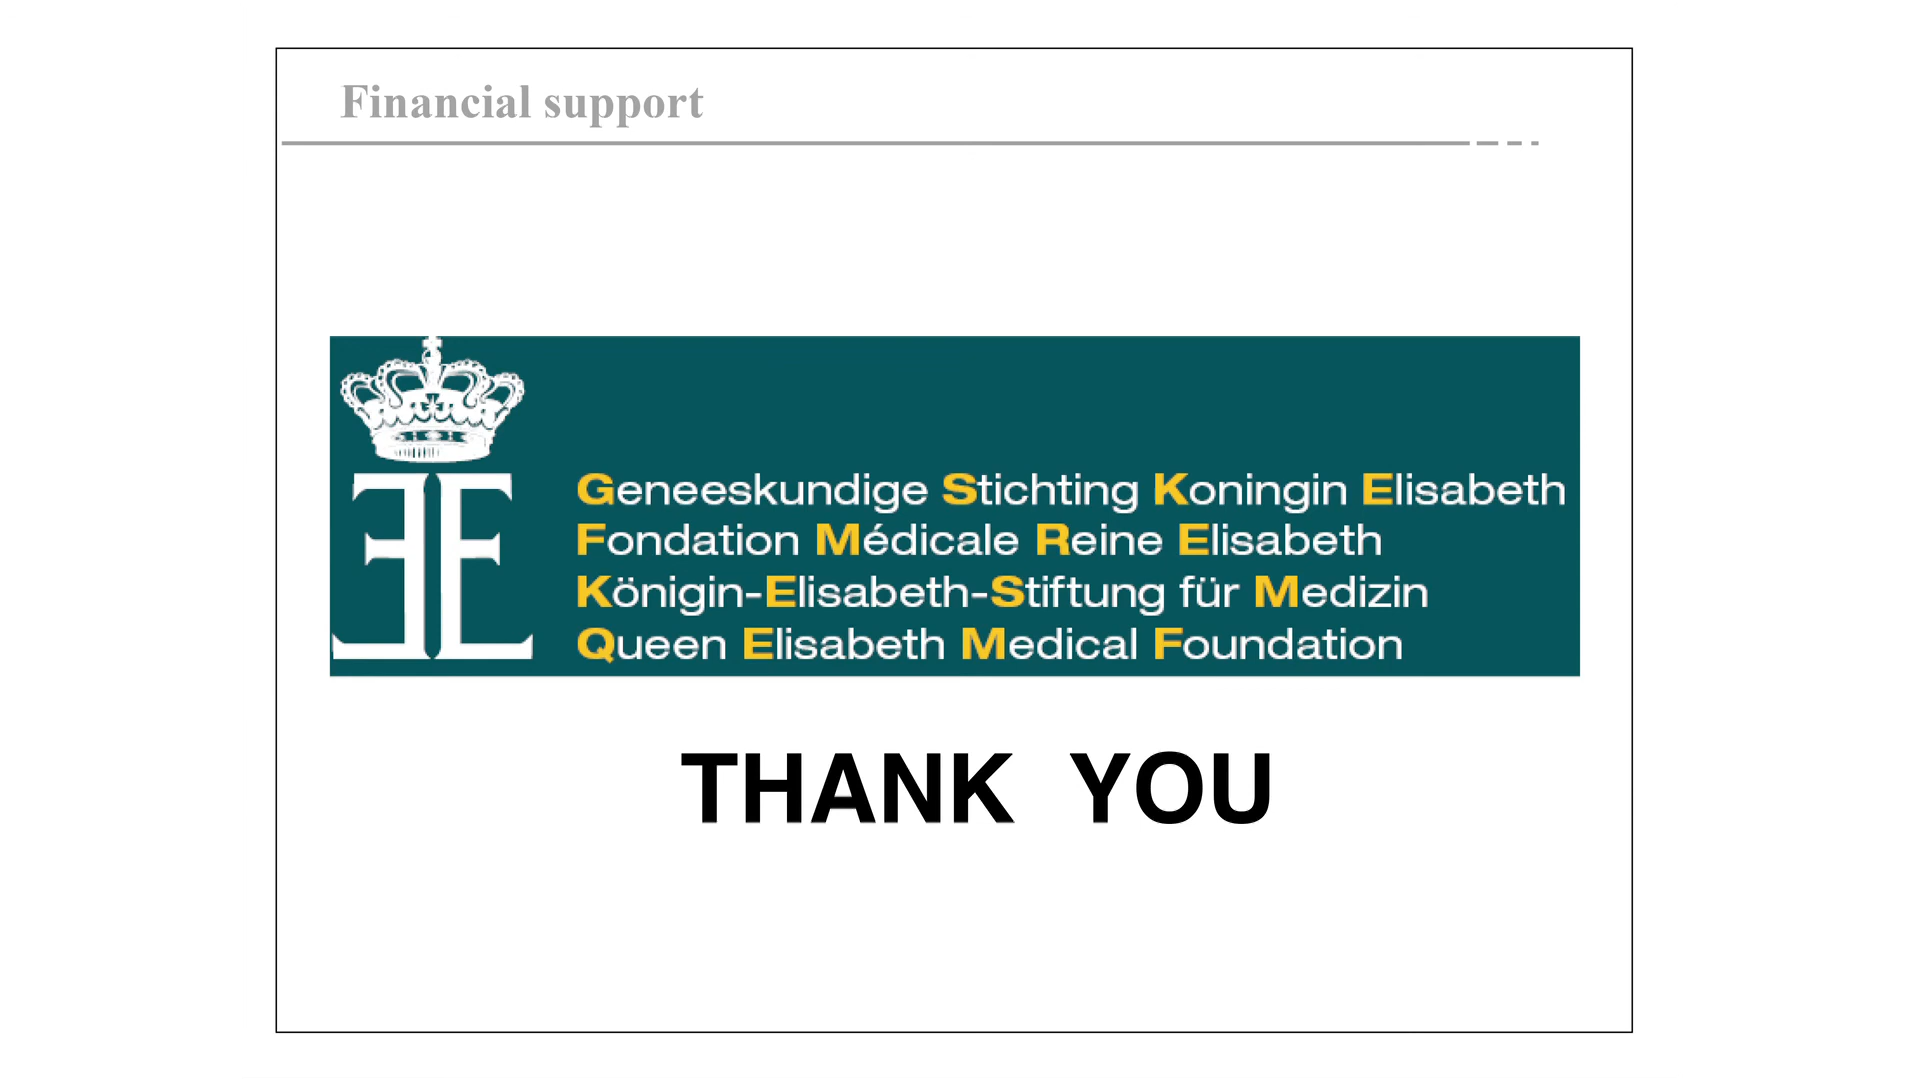 Financial support
Geneeskundige Stichting Koningin Elisabeth
Fondation Médicale Reine Elisabeth
Königin-Elisabeth-Stiftung für Medizin
Queen Elisabeth Medical Foundation
THANK YOU